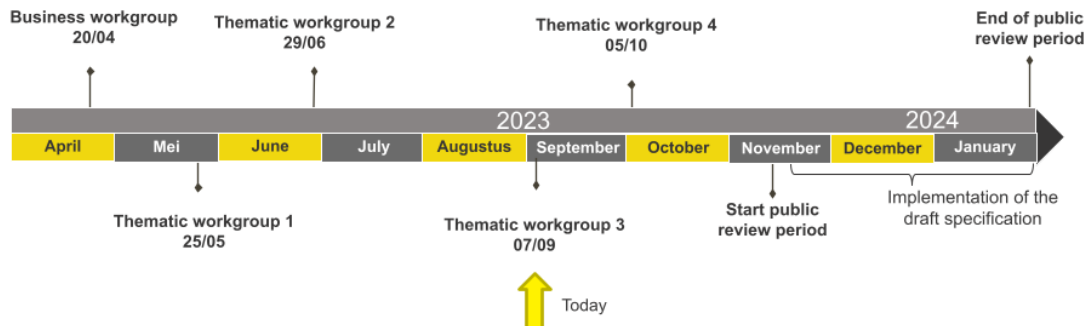 Business workgroup
20/04
Thematic workgroup 2
29/06
Thematic workgroup 4
05/10
End of public
review period
2023
2024
April
Mei
June
July
Augustus
September
October
November
December
January
Thematic workgroup 1
25/05
Thematic workgroup 3
07/09
Start public
review period
Implementation of the
draft specification
Today